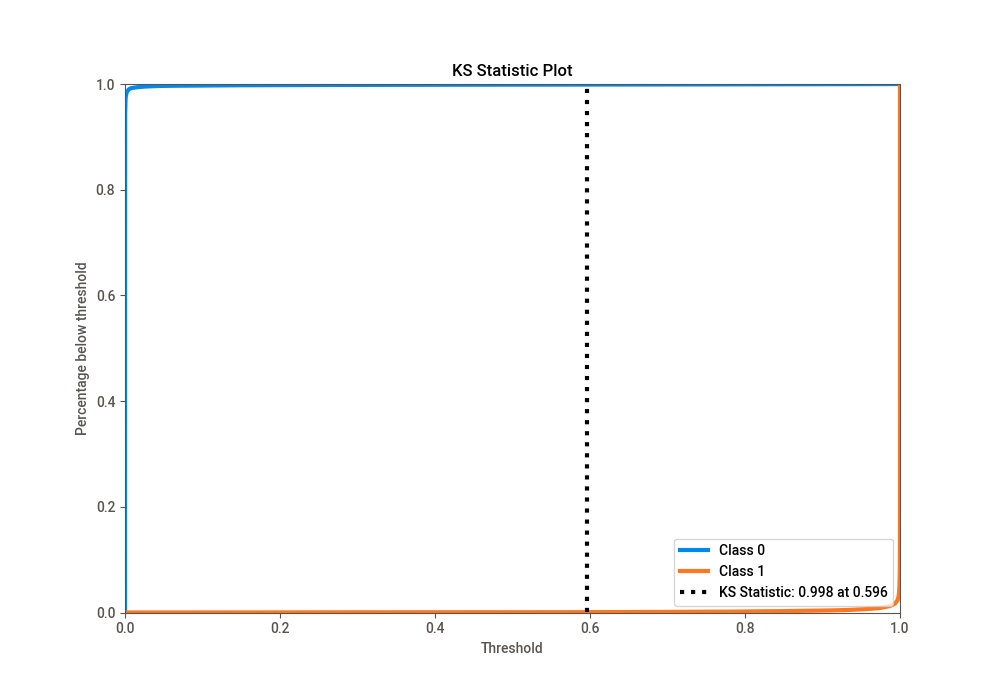 KS Statistic Plot
1.0
0.8
0.6
0.4
0.2
0.0
Percentage below threshold
Class 0
Class 1
KS Statistic: 0.998 at 0.596
0.0 0.2 0.4 0.6 0.8 1.0
Threshold